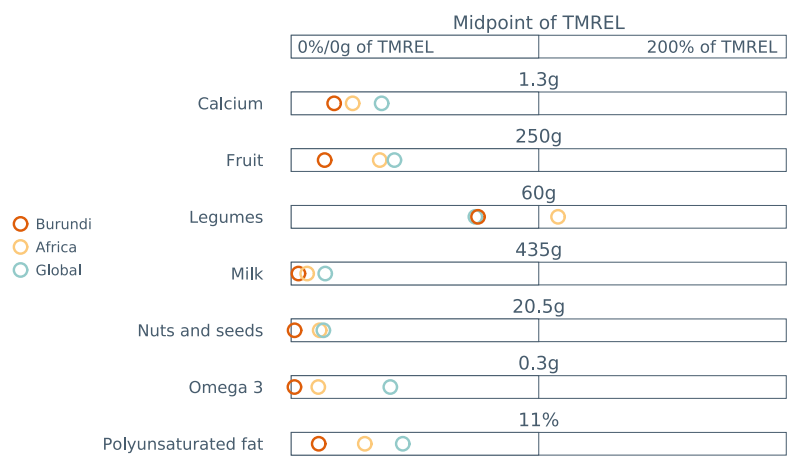 Midpoint of TMREL
0%/0g of TMREL
200% of TMREL
1.3g
Calcium
250g
Fruit
60g
Legumes
435g
Milk
20.5g
Nuts and seeds
0.3g
Omega 3
11%
Polyunsaturated fat
Burundi
Africa
Global